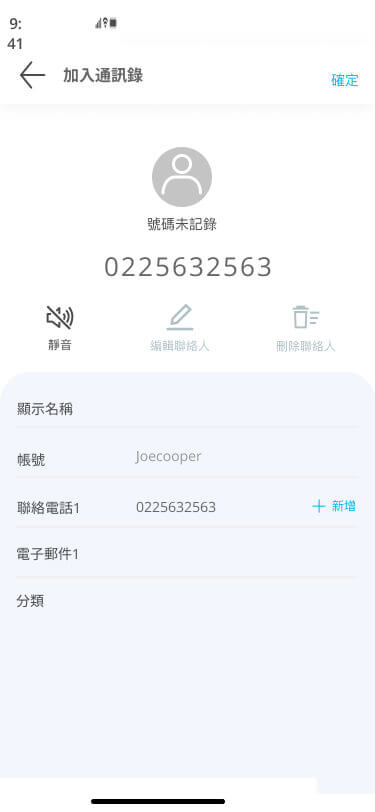 9:
41
加入通訊錄
確定
號碼未記錄
0225632563
靜音
編輯聯絡人
刪除聯絡人
顯示名稱
帳號 Joecooper
聯絡電話1 0225632563 新增
電子郵件1
分類